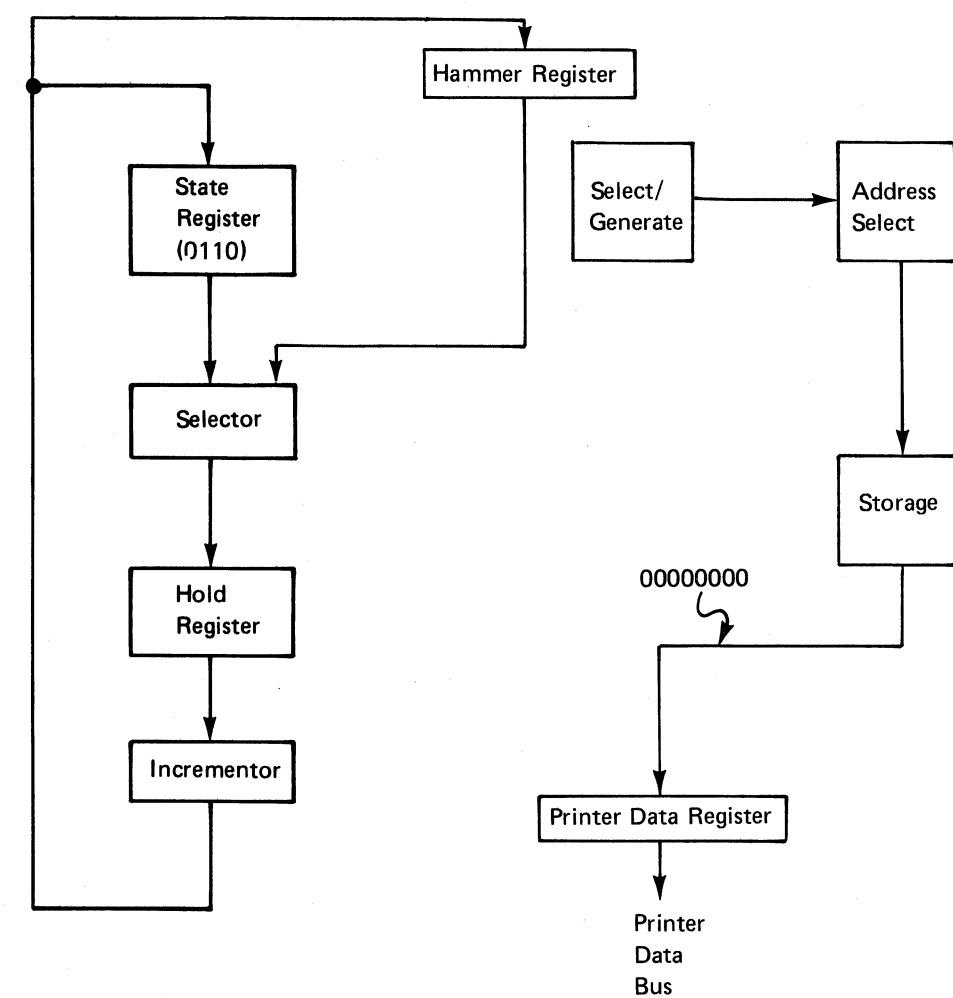 Hammer Register
State
Register
(0110)
Select/
Generate
Address
Select
Selector
Storage
00000000
Hold
Register
Incrementor
Printer Data Register
Printer
Data
Bus